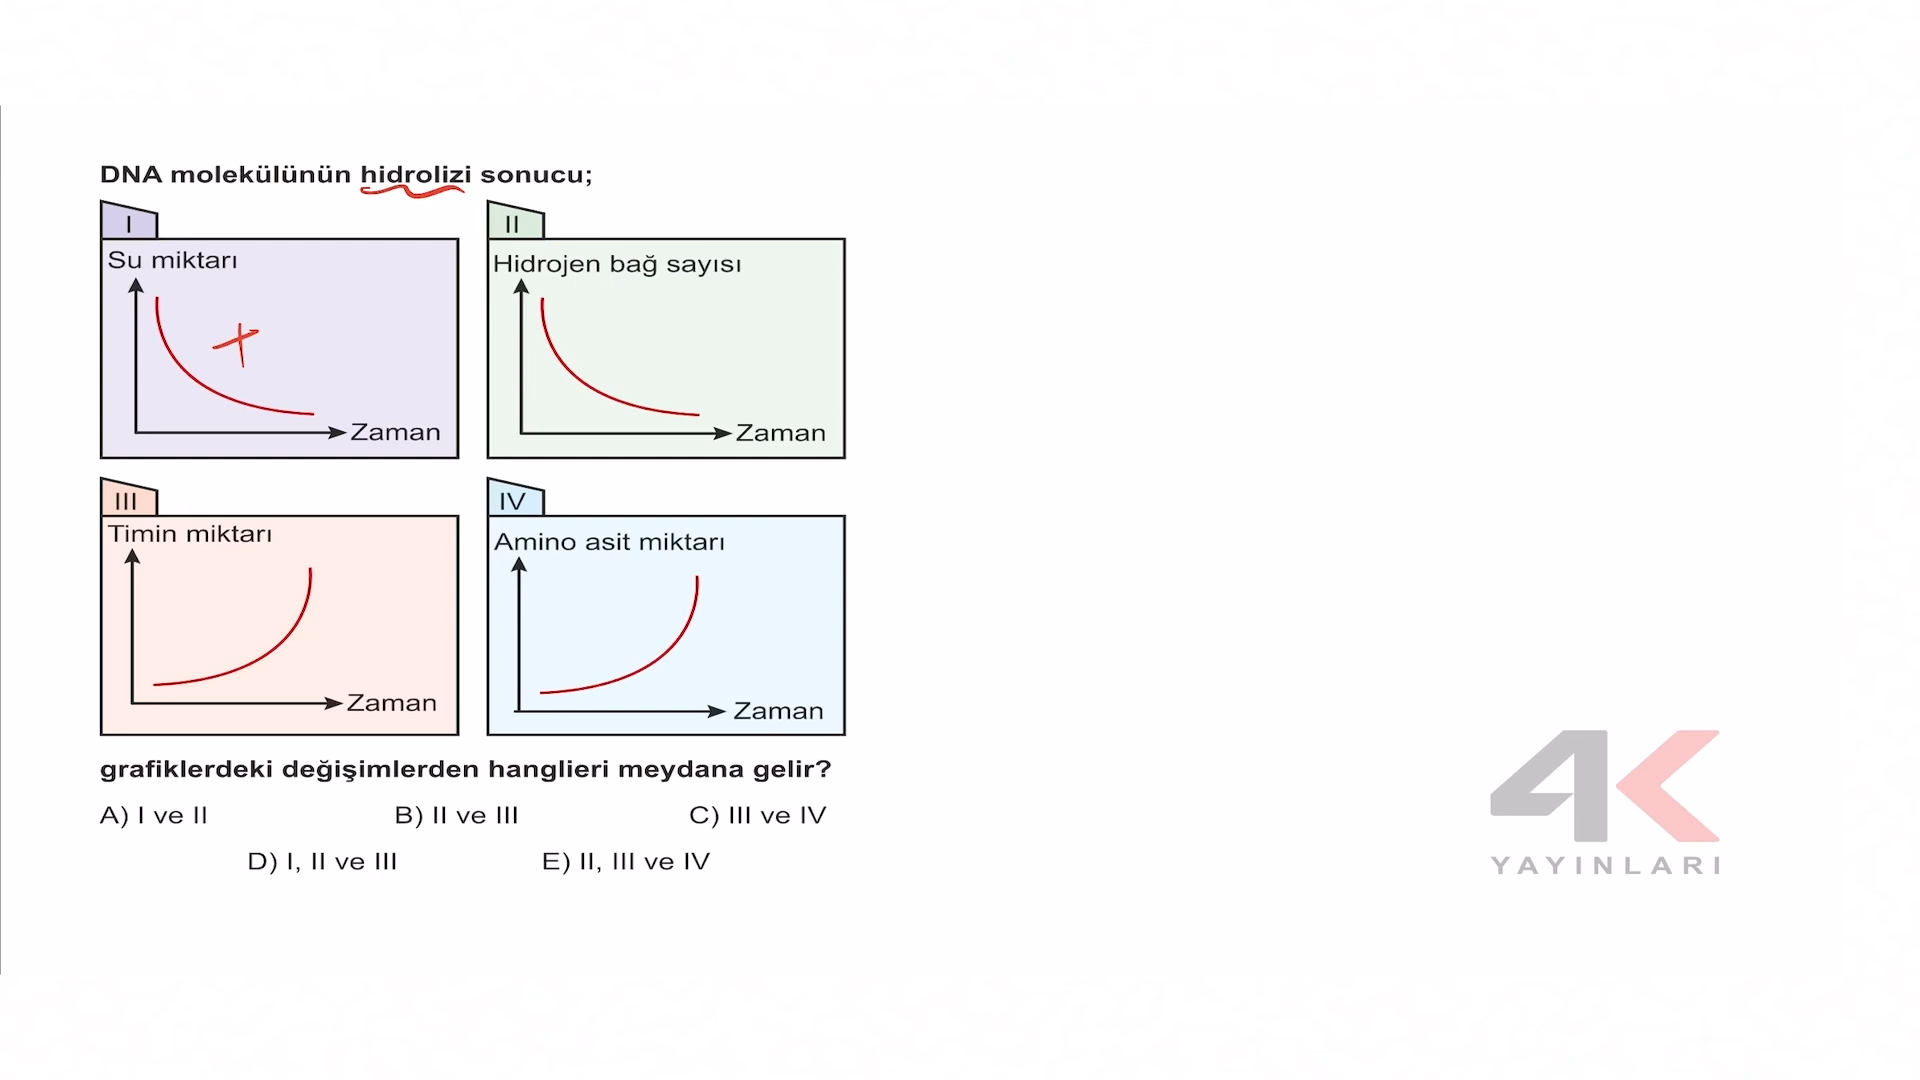 DNA molekülünün hidrolizi sonucu;
I
Su miktarı
Zaman
II
Hidrojen bağ sayısı
Zaman
III
Timin miktarı
Zaman
IV
Amino asit miktarı
Zaman
grafiklerdeki değişimlerden hanglieri meydana gelir?
A) I ve II B) II ve III C) III ve IV
D) I, II ve III E) II, III ve IV
4K
YAYINLARI